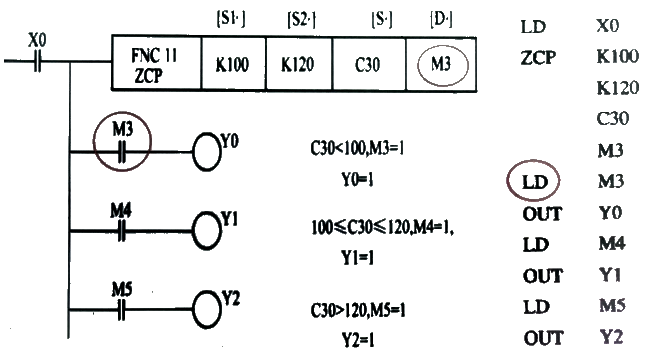 [S1·] [S2·] [S·] [D·]
X0
FNC 11
ZCP
K100 K120 C30 M3
M3
Y0
C30<100,M3=1
Y0=1
M4
Y1
100≤C30≤120,M4=1,
Y1=1
M5
Y2
C30>120,M5=1
Y2=1
LD X0
ZCP K100
K120
C30
M3
LD M3
OUT Y0
LD M4
OUT Y1
LD M5
OUT Y2